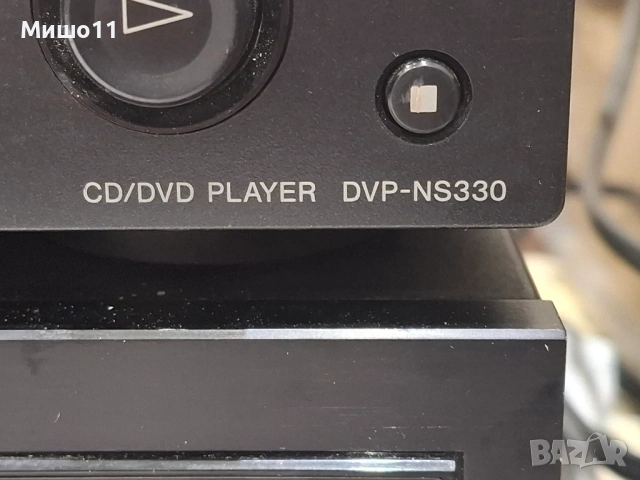 Мишо11
CD/DVD PLAYER DVP-NS330
BAZAR